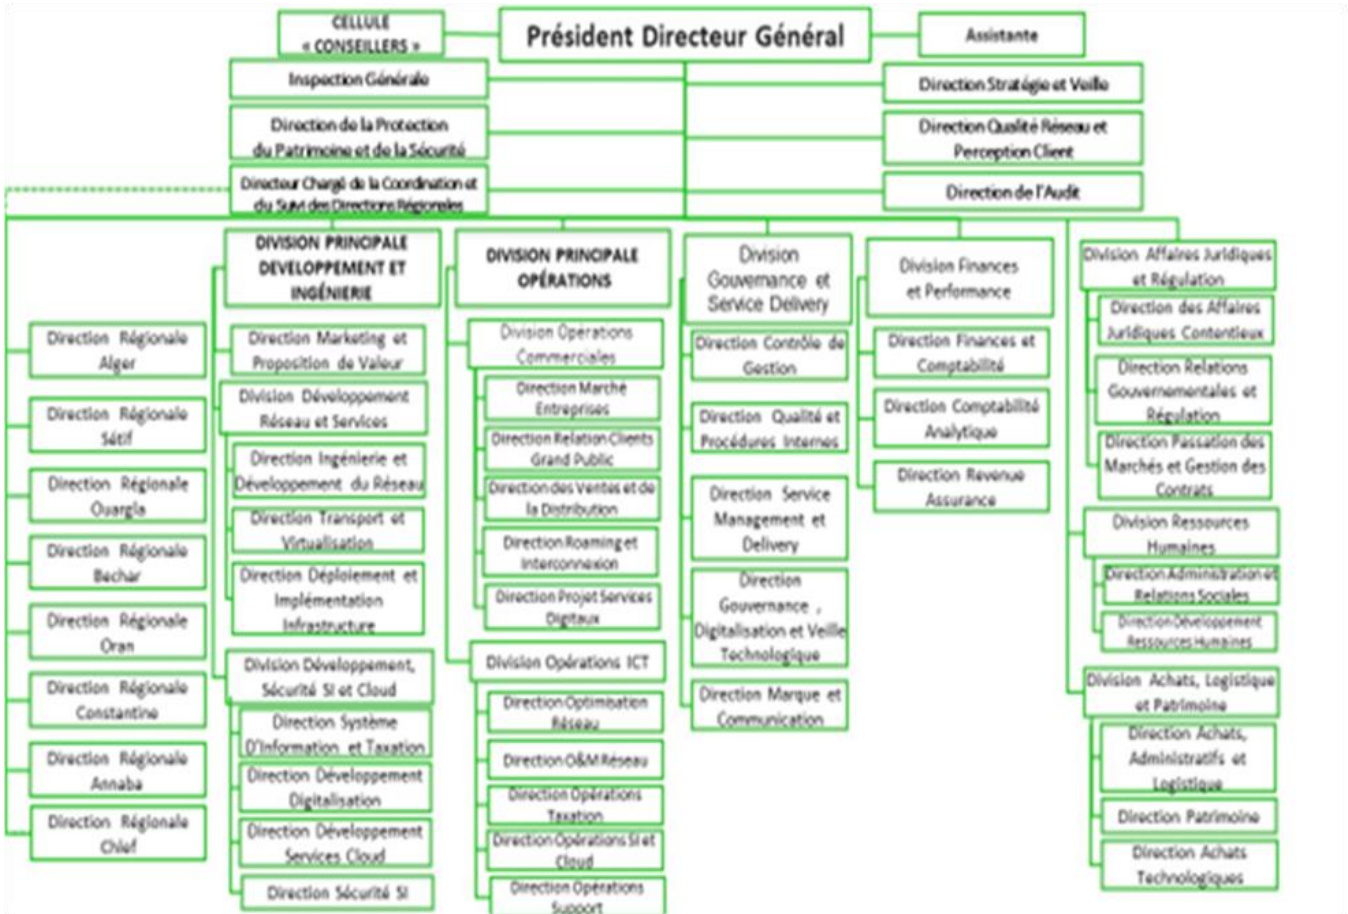 CELLULE
« CONSEILLERS »
Président Directeur Général
Assistante
Inspection Générale
Direction Stratégie et Veille
Direction de la Protection
du Patrimoine et de la Sécurité
Direction Qualité Réseau et
Perception Client
Directeur Chargé de la Coordination et
du Suivi des Directions Régionales
Direction de l'Audit
Direction Régionale
Alger
Direction Régionale
Sétif
Direction Régionale
Ouargla
Direction Régionale
Bechar
Direction Régionale
Oran
Direction Régionale
Constantine
Direction Régionale
Annaba
Direction Régionale
Chlef
DIVISION PRINCIPALE
DEVELOPPEMENT ET
INGÉNIERIE
Direction Marketing et
Proposition de Valeur
Division Développement
Réseau et Services
Direction Ingénierie et
Développement du Réseau
Direction Transport et
Virtualisation
Direction Déploiement et
Implémentation
Infrastructure
Division Développement,
Sécurité SI et Cloud
Direction Système
D'Information et Taxation
Direction Développement
Digitalisation
Direction Développement
Services Cloud
Direction Sécurité SI
DIVISION PRINCIPALE
OPÉRATIONS
Division Opérations
Commerciales
Direction Marché
Entreprises
Direction Relation Clients
Grand Public
Direction des Ventes et de
la Distribution
Direction Roaming et
Interconnexion
Direction Projet Services
Digitaux
Division Opérations ICT
Direction Optimisation
Réseau
Direction O&M Réseau
Direction Opérations
Taxation
Direction Opérations SI et
Cloud
Direction Opérations
Support
Division
Gouvernance et
Service Delivery
Direction Contrôle de
Gestion
Direction Qualité et
Procédures Internes
Direction Service
Management et
Delivery
Direction
Gouvernance ,
Digitalisation et Veille
Technologique
Direction Marque et
Communication
Division Finances
et Performance
Direction Finances et
Comptabilité
Direction Comptabilité
Analytique
Direction Revenue
Assurance
Division Affaires Juridiques
et Régulation
Direction des Affaires
Juridiques Contentieux
Direction Relations
Gouvernementales et
Régulation
Direction Passation des
Marchés et Gestion des
Contrats
Division Ressources
Humaines
Direction Administration et
Relations Sociales
Direction Développement
Ressources Humaines
Division Achats, Logistique
et Patrimoine
Direction Achats,
Administratifs et
Logistique
Direction Patrimoine
Direction Achats
Technologiques